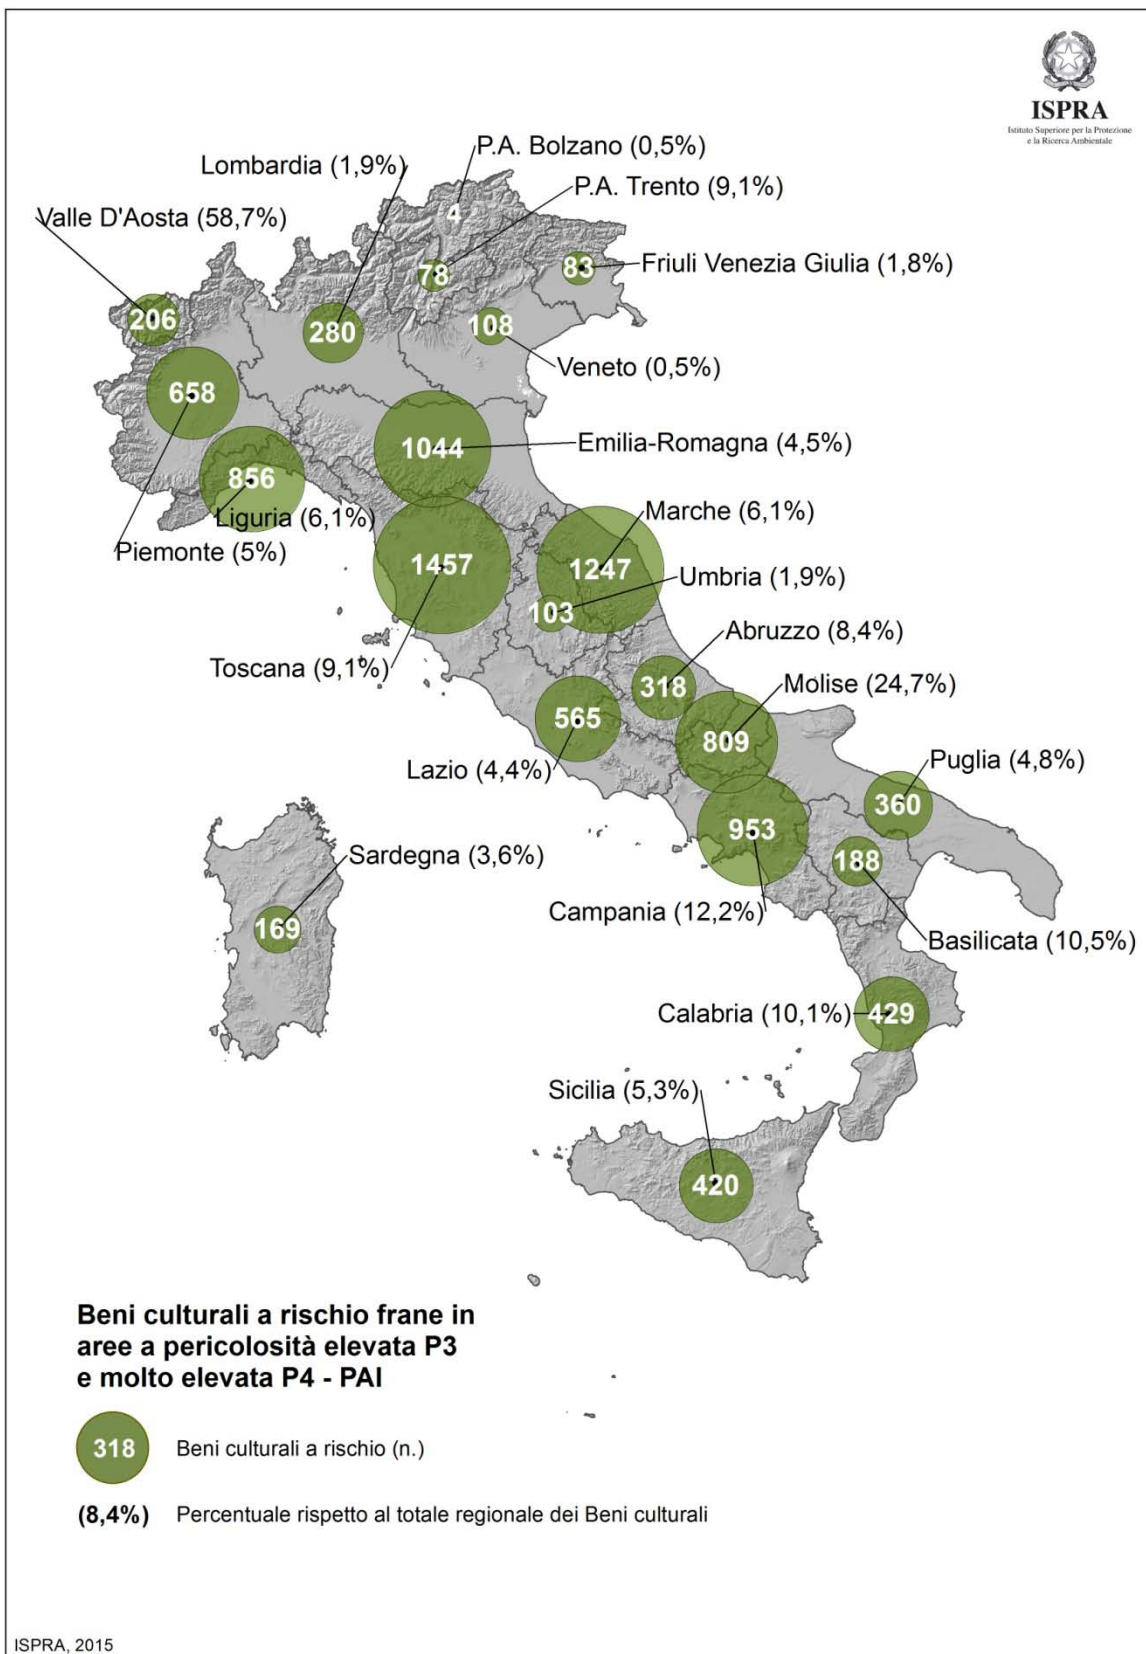 ISPRA
Istituto Superiore per la Protezione
e la Ricerca Ambientale
P.A. Bolzano (0,5%)
Lombardia (1,9%)
P.A. Trento (9,1%)
Valle D'Aosta (58,7%)
4
Friuli Venezia Giulia (1,8%)
83
78
206
280
108
Veneto (0,5%)
658
1044
Emilia-Romagna (4,5%)
856
Marche (6,1%)
Liguria (6,1%)
Piemonte (5%)
1457
1247
Umbria (1,9%)
103
Abruzzo (8,4%)
Toscana (9,1%)
318
Molise (24,7%)
565
809
Lazio (4,4%)
Puglia (4,8%)
360
953
Sardegna (3,6%)
188
169
Campania (12,2%)
Basilicata (10,5%)
Calabria (10,1%)
429
Sicilia (5,3%)
420
Beni culturali a rischio frane in
aree a pericolosità elevata P3
e molto elevata P4 - PAI
318 Beni culturali a rischio (n.)
(8,4%) Percentuale rispetto al totale regionale dei Beni culturali
ISPRA, 2015